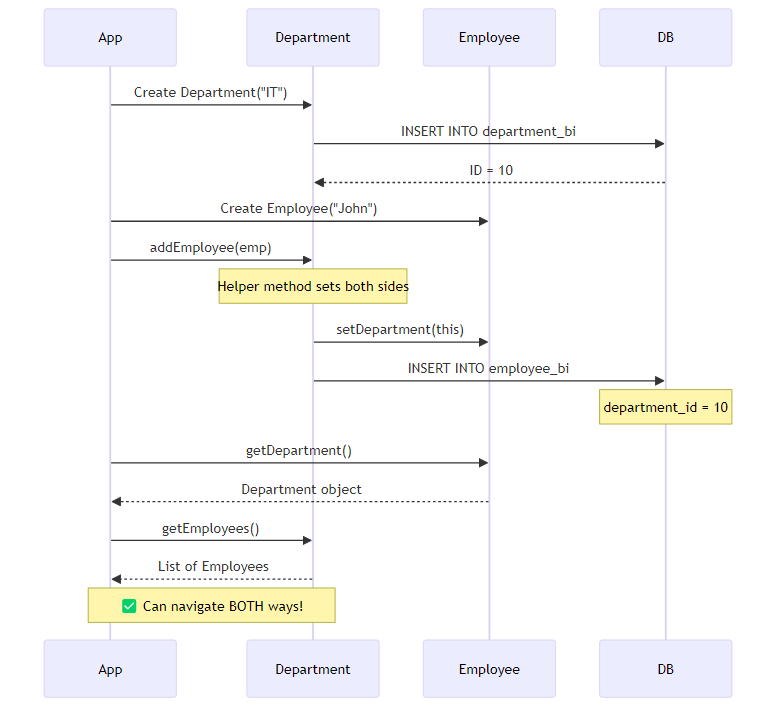 App
Department
Employee
DB
Create Department("IT")
INSERT INTO department_bi
ID = 10
Create Employee("John")
addEmployee(emp)
Helper method sets both sides
setDepartment(this)
INSERT INTO employee_bi
department_id = 10
getDepartment()
Department object
getEmployees()
List of Employees
✅ Can navigate BOTH ways!
App
Department
Employee
DB